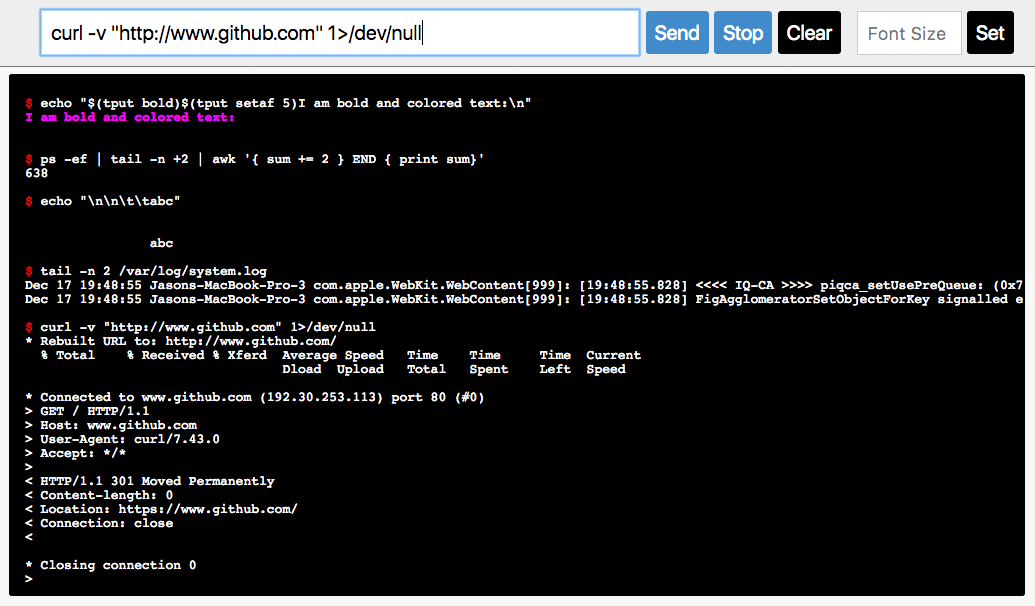 curl -v "http://www.github.com" 1>/dev/null Send Stop Clear Font Size Set
$ echo "$(tput bold)$(tput setaf 5)I am bold and colored text:\n"
I am bold and colored text:
$ ps -ef | tail -n +2 | awk '{ sum += 2 } END { print sum}'
638
$ echo "\n\n\t\tabc"
abc
$ tail -n 2 /var/log/system.log
Dec 17 19:48:55 Jasons-MacBook-Pro-3 com.apple.WebKit.WebContent[999]: [19:48:55.828] <<<< IQ-CA >>>> piqca_setUsePreQueue: (0x7
Dec 17 19:48:55 Jasons-MacBook-Pro-3 com.apple.WebKit.WebContent[999]: [19:48:55.828] FigAgglomeratorSetObjectForKey signalled e
$ curl -v "http://www.github.com" 1>/dev/null
* Rebuilt URL to: http://www.github.com/
% Total % Received % Xferd Average Speed Time Time Time Current
Dload Upload Total Spent Left Speed
* Connected to www.github.com (192.30.253.113) port 80 (#0)
> GET / HTTP/1.1
> Host: www.github.com
> User-Agent: curl/7.43.0
> Accept: */*
>
< HTTP/1.1 301 Moved Permanently
< Content-length: 0
< Location: https://www.github.com/
< Connection: close
<
* Closing connection 0
>